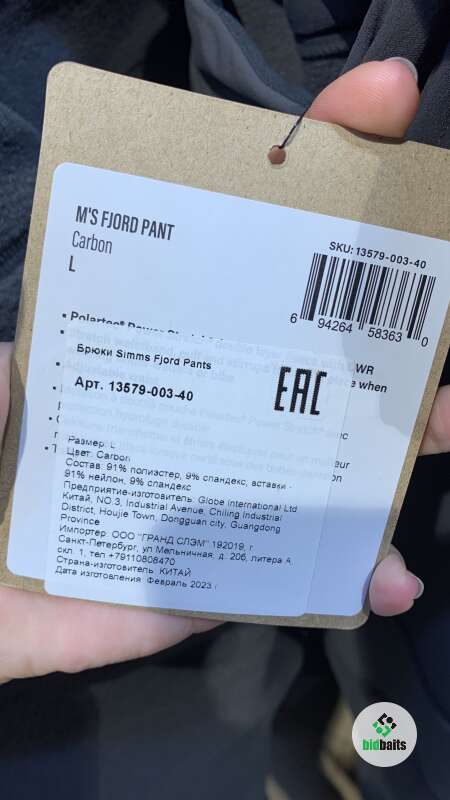 M'S FJORD PANT
Carbon
L
SKU: 13579-003-40
6 94264 58363 0
• Polartec®
WR
when
Брюки Simms Fjord Pants
Арт. 13579-003-40
EAC
Размер: L
Цвет: Carbon
Состав: 91% полиэстер, 9% спандекс, вставки -
91% нейлон, 9% спандекс
Предприятие-изготовитель: Globe International Ltd
Китай, NO.3, Industrial Avenue, Chiling Industrial
District, Houjie Town, Dongguan city, Guangdong
Province
Импортер: ООО "ГРАНД СЛЭМ" 192019, г.
Санкт-Петербург, ул Мельничная, д. 206, литера А,
скл. 1, тел +79110808470
Страна-изготовитель: КИТАЙ
Дата изготовления: Февраль 2023 г
bidbaits